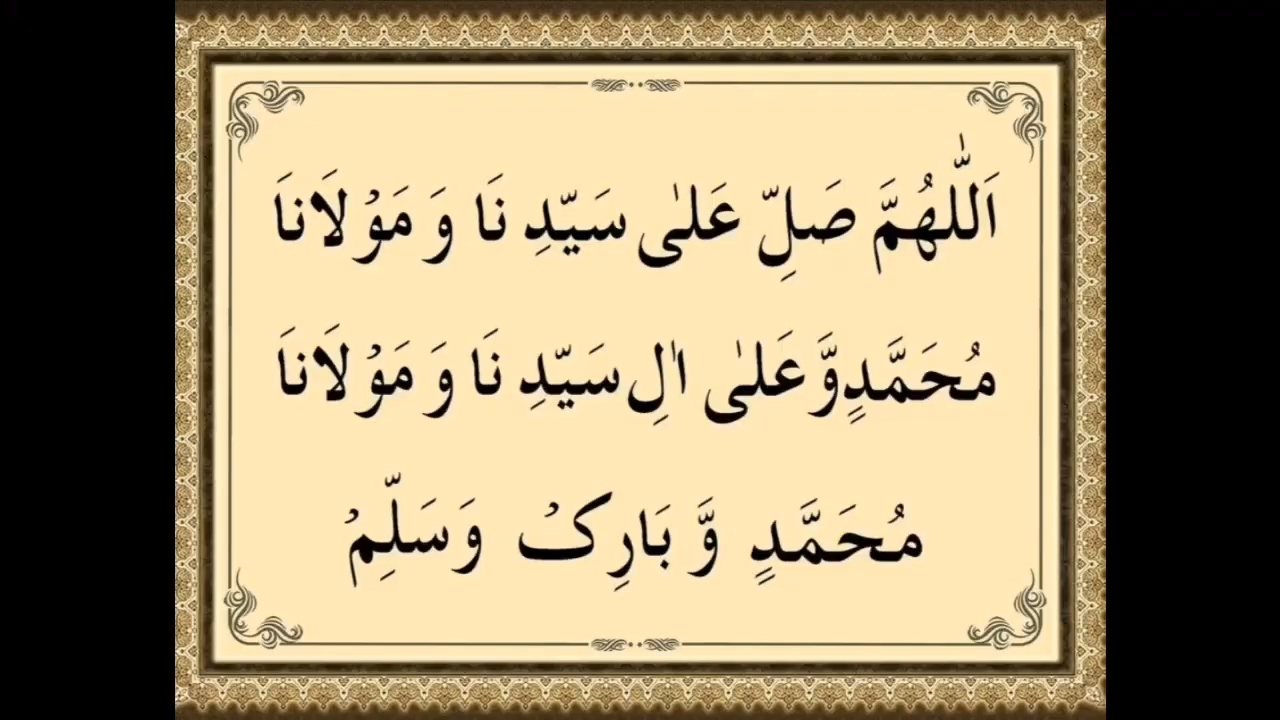 اَللّٰهُمَّ صَلِّ عَلٰی سَيِّدِ نَا وَ مَوْلَانَا
مُحَمَّدٍ وَّ عَلٰی اٰلِ سَيِّدِ نَا وَ مَوْلَانَا
مُحَمَّدٍ وَّ بَارِکْ وَسَلِّمْ